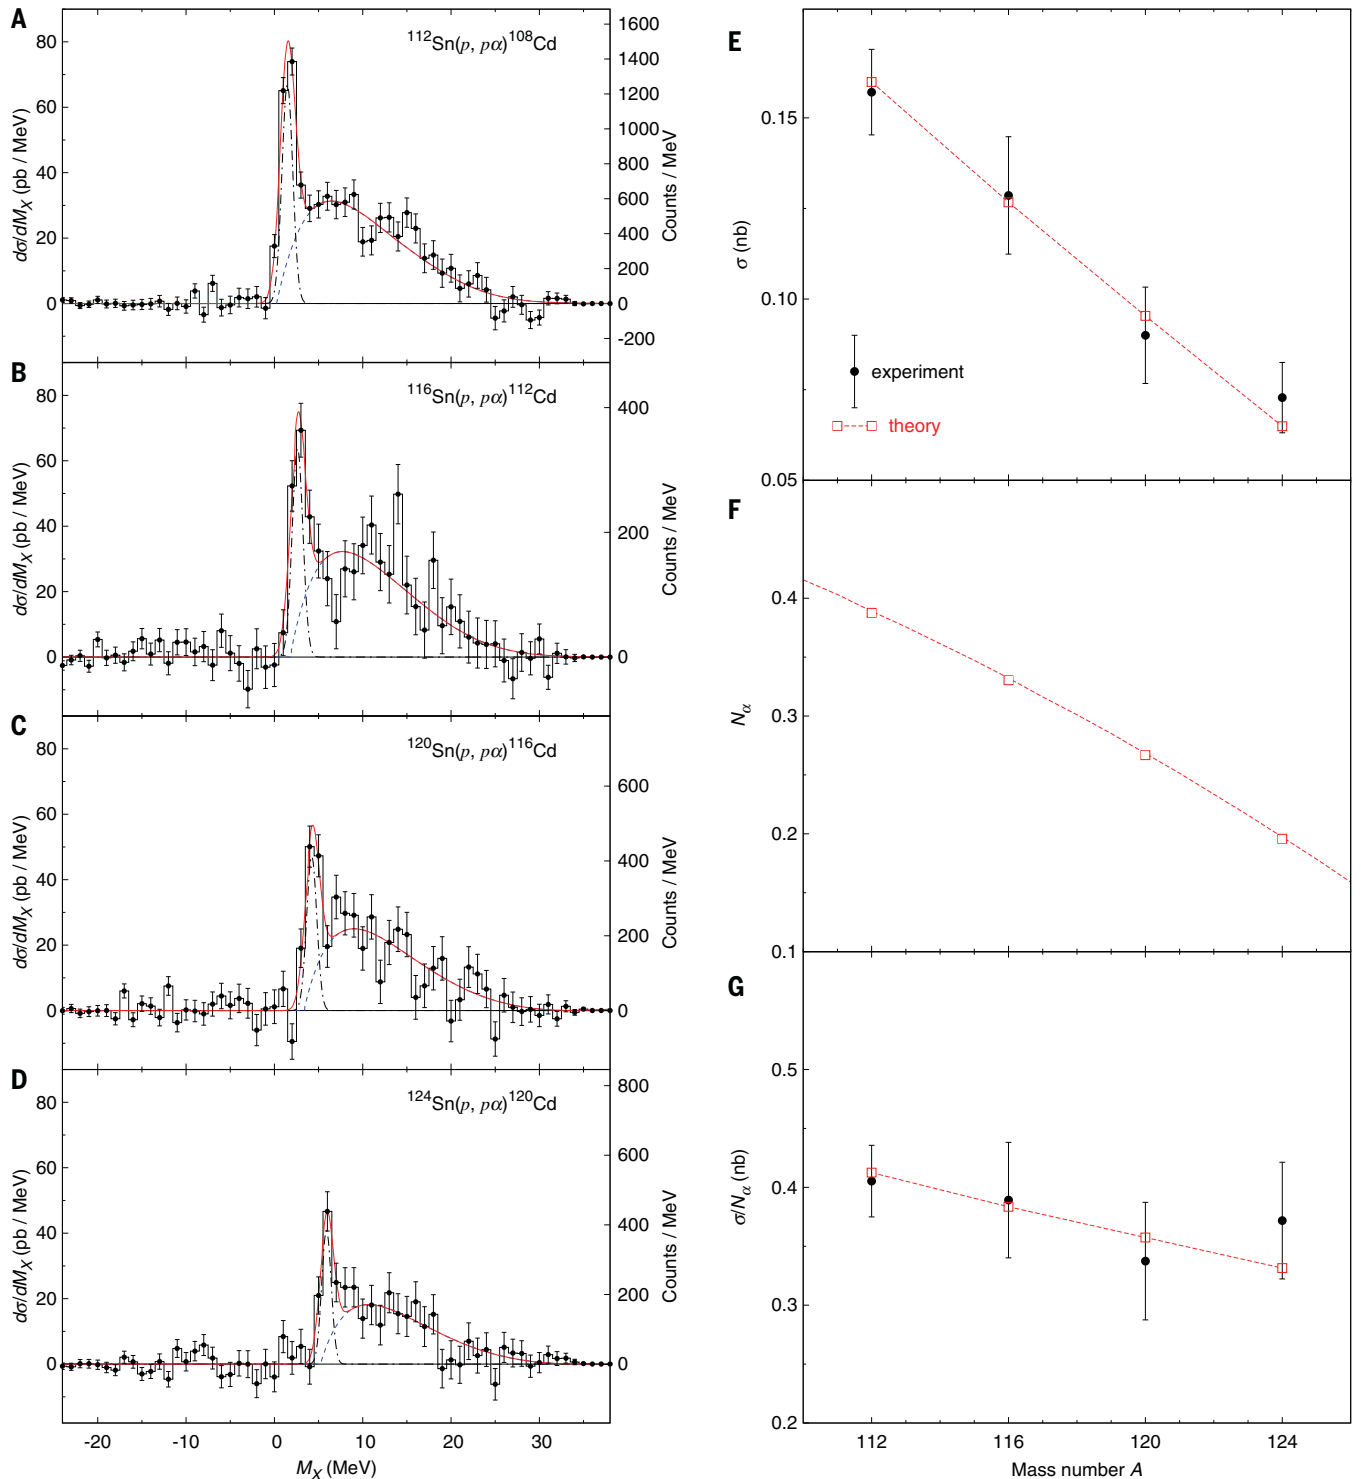 A
¹¹²Sn(p, pα)¹⁰⁸Cd
dσ/dM_X (pb / MeV)
80
60
40
20
0
1600
1400
1200
1000
800
600
400
200
0
-200
Counts / MeV
B
¹¹⁶Sn(p, pα)¹¹²Cd
dσ/dM_X (pb / MeV)
80
60
40
20
0
400
200
0
Counts / MeV
C
¹²⁰Sn(p, pα)¹¹⁶Cd
dσ/dM_X (pb / MeV)
80
60
40
20
0
600
400
200
0
Counts / MeV
D
¹²⁴Sn(p, pα)¹²⁰Cd
dσ/dM_X (pb / MeV)
80
60
40
20
0
800
600
400
200
0
Counts / MeV
-20 -10 0 10 20 30
M_X (MeV)
E
σ (nb)
0.15
0.10
0.05
experiment
theory
F
N_α
0.4
0.3
0.2
0.1
G
σ/N_α (nb)
0.5
0.4
0.3
0.2
112 116 120 124
Mass number A